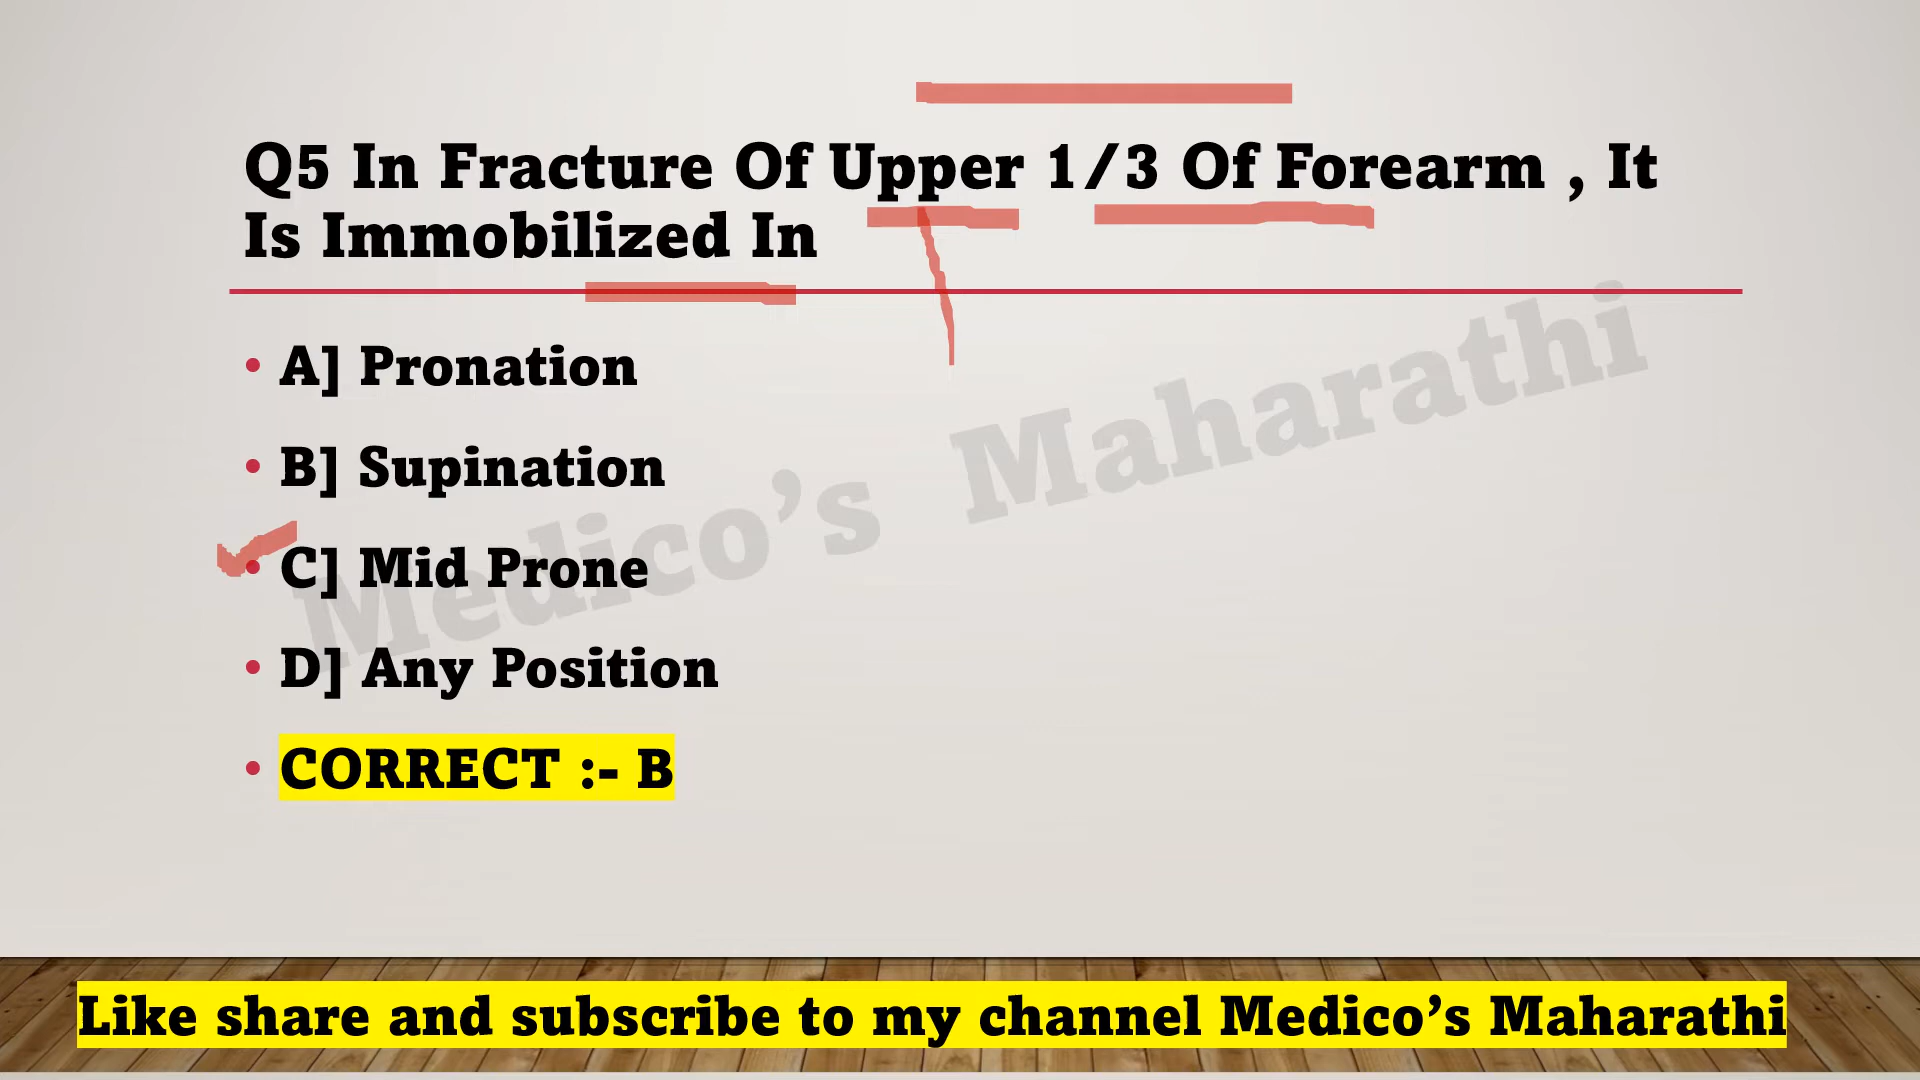 Q5 In Fracture Of Upper 1/3 Of Forearm , It
Is Immobilized In
• A] Pronation
• B] Supination
• C] Mid Prone
• D] Any Position
• CORRECT :- B
Medico’s Maharathi
Like share and subscribe to my channel Medico’s Maharathi